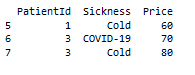 PatientId Sickness Price
5 1 Cold 60
6 3 COVID-19 70
7 3 Cold 80